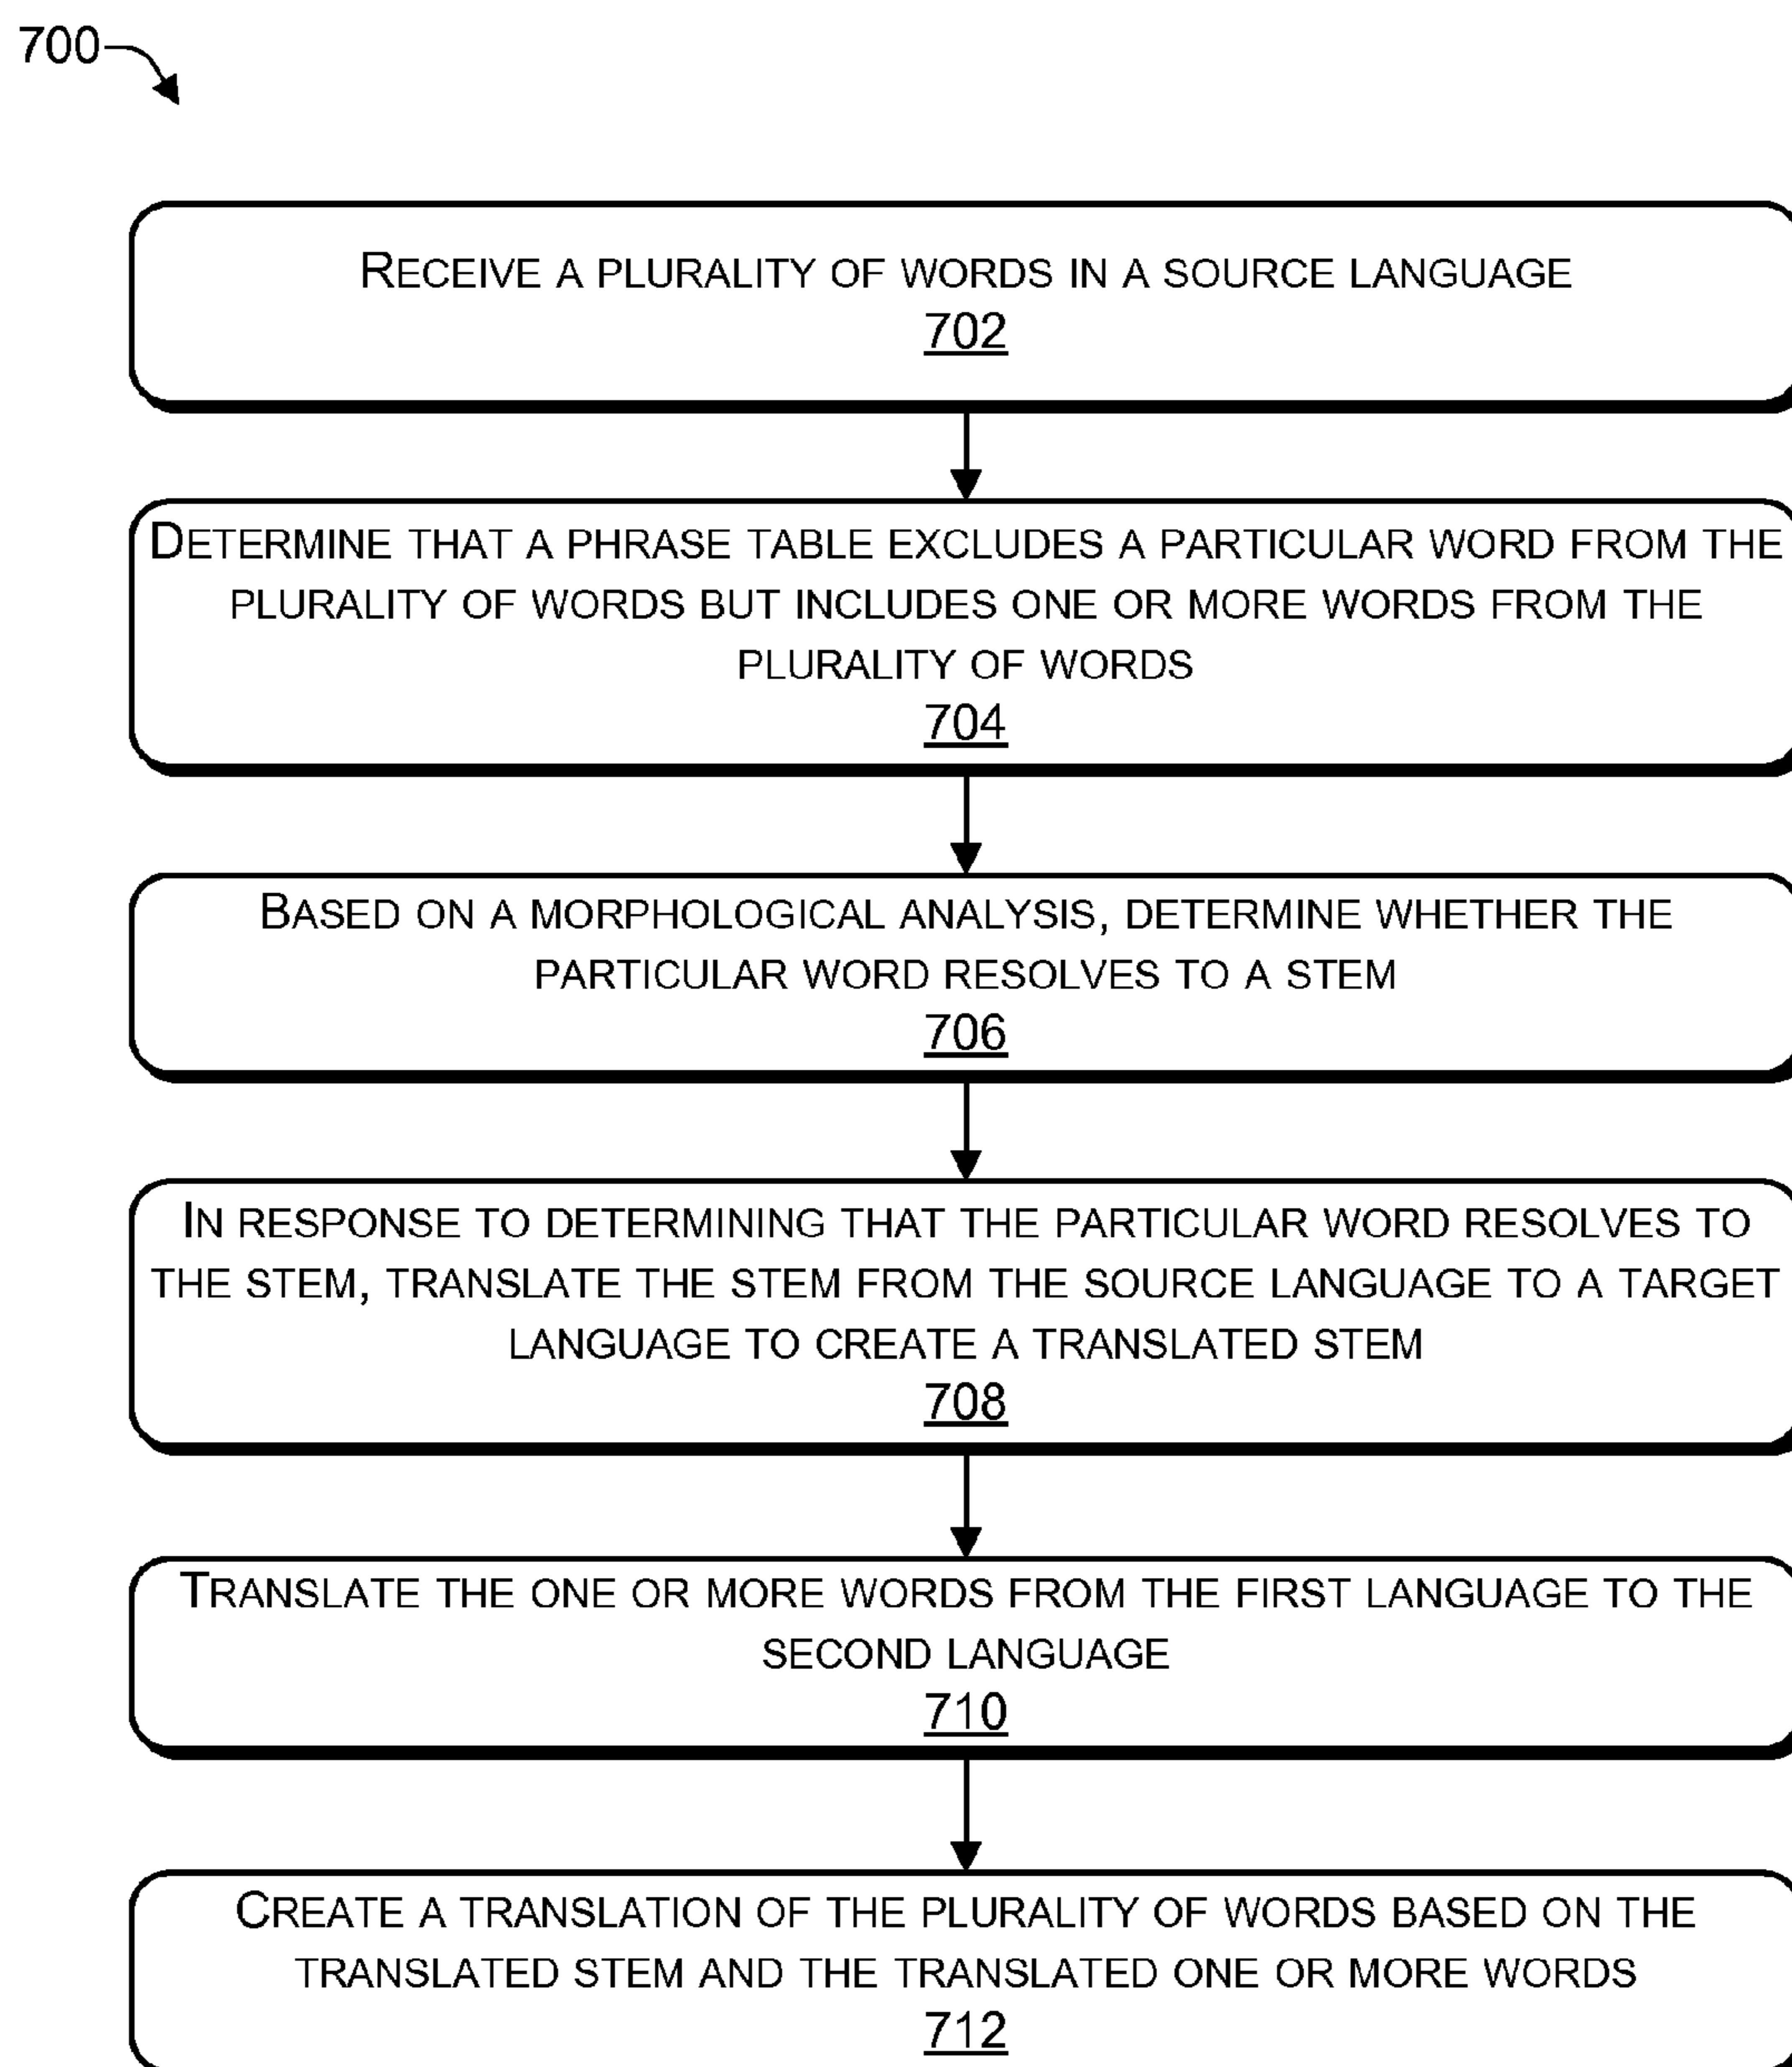 700
RECEIVE A PLURALITY OF WORDS IN A SOURCE LANGUAGE
702
DETERMINE THAT A PHRASE TABLE EXCLUDES A PARTICULAR WORD FROM THE
PLURALITY OF WORDS BUT INCLUDES ONE OR MORE WORDS FROM THE
PLURALITY OF WORDS
704
BASED ON A MORPHOLOGICAL ANALYSIS, DETERMINE WHETHER THE
PARTICULAR WORD RESOLVES TO A STEM
706
IN RESPONSE TO DETERMINING THAT THE PARTICULAR WORD RESOLVES TO
THE STEM, TRANSLATE THE STEM FROM THE SOURCE LANGUAGE TO A TARGET
LANGUAGE TO CREATE A TRANSLATED STEM
708
TRANSLATE THE ONE OR MORE WORDS FROM THE FIRST LANGUAGE TO THE
SECOND LANGUAGE
710
CREATE A TRANSLATION OF THE PLURALITY OF WORDS BASED ON THE
TRANSLATED STEM AND THE TRANSLATED ONE OR MORE WORDS
712